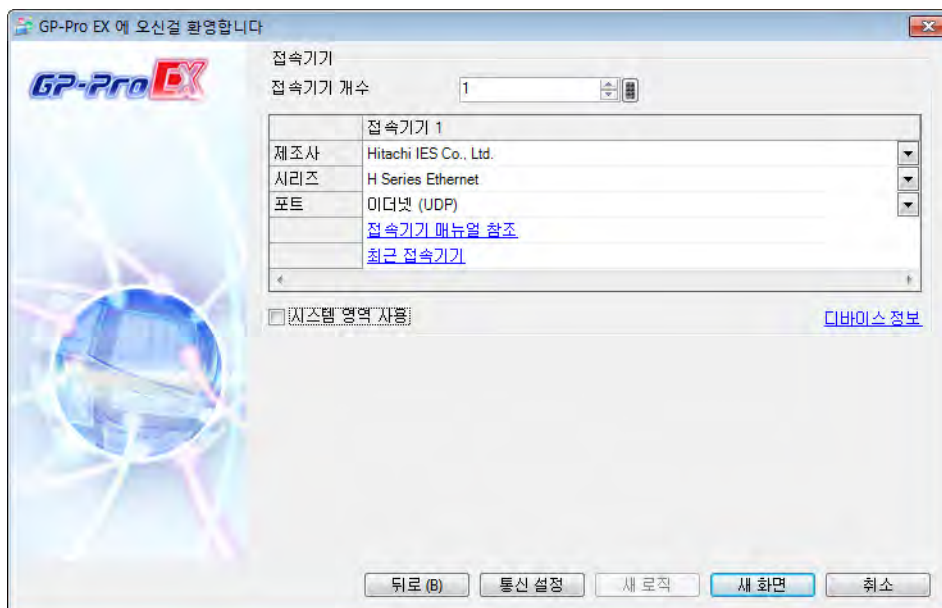 GP-Pro EX 에 오신걸 환영합니다
GP-Pro EX
접속기기
접속기기 개수 1
접속기기 1
제조사 Hitachi IES Co., Ltd.
시리즈 H Series Ethernet
포트 이더넷 (UDP)
접속기기 매뉴얼 참조
최근 접속기기
시스템 영역 사용 디바이스 정보
뒤로 (B) 통신 설정 새 로직 새 화면 취소